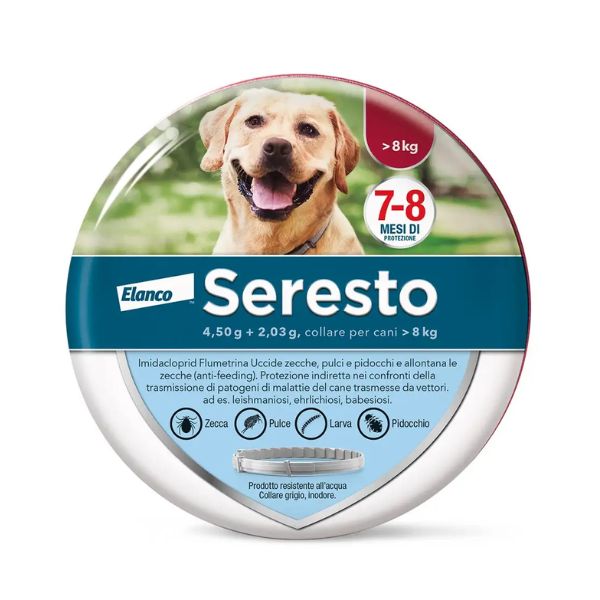 >8kg
7-8
MESI DI
PROTEZIONE
Elanco
™
Seresto
4,50 g + 2,03 g, collare per cani > 8 kg
Imidacloprid Flumetrina Uccide zecche, pulci e pidocchi e allontana le
zecche (anti-feeding). Protezione indiretta nei confronti della
trasmissione di patogeni di malattie del cane trasmesse da vettori.
ad es. leishmaniosi, ehrlichiosi, babesiosi.
Zecca Pulce Larva Pidocchio
Prodotto resistente all'acqua
Collare grigio, inodore.